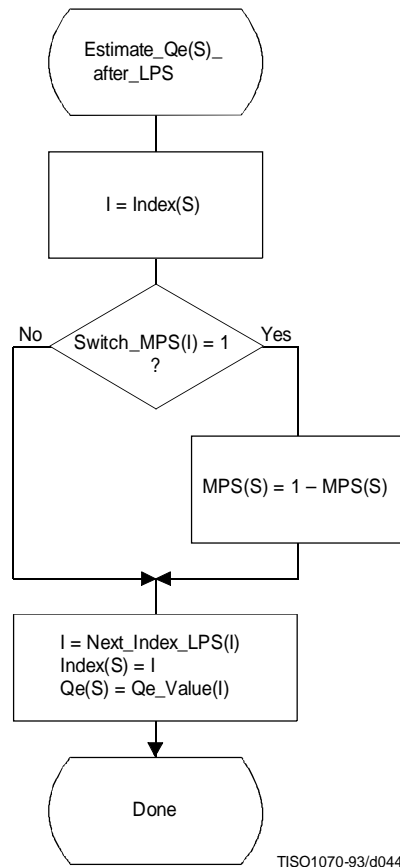 Estimate_Qe(S)_
after_LPS
I = Index(S)
No
Switch_MPS(I) = 1
?
Yes
MPS(S) = 1 – MPS(S)
I = Next_Index_LPS(I)
Index(S) = I
Qe(S) = Qe_Value(I)
Done
TISO1070-93/d044